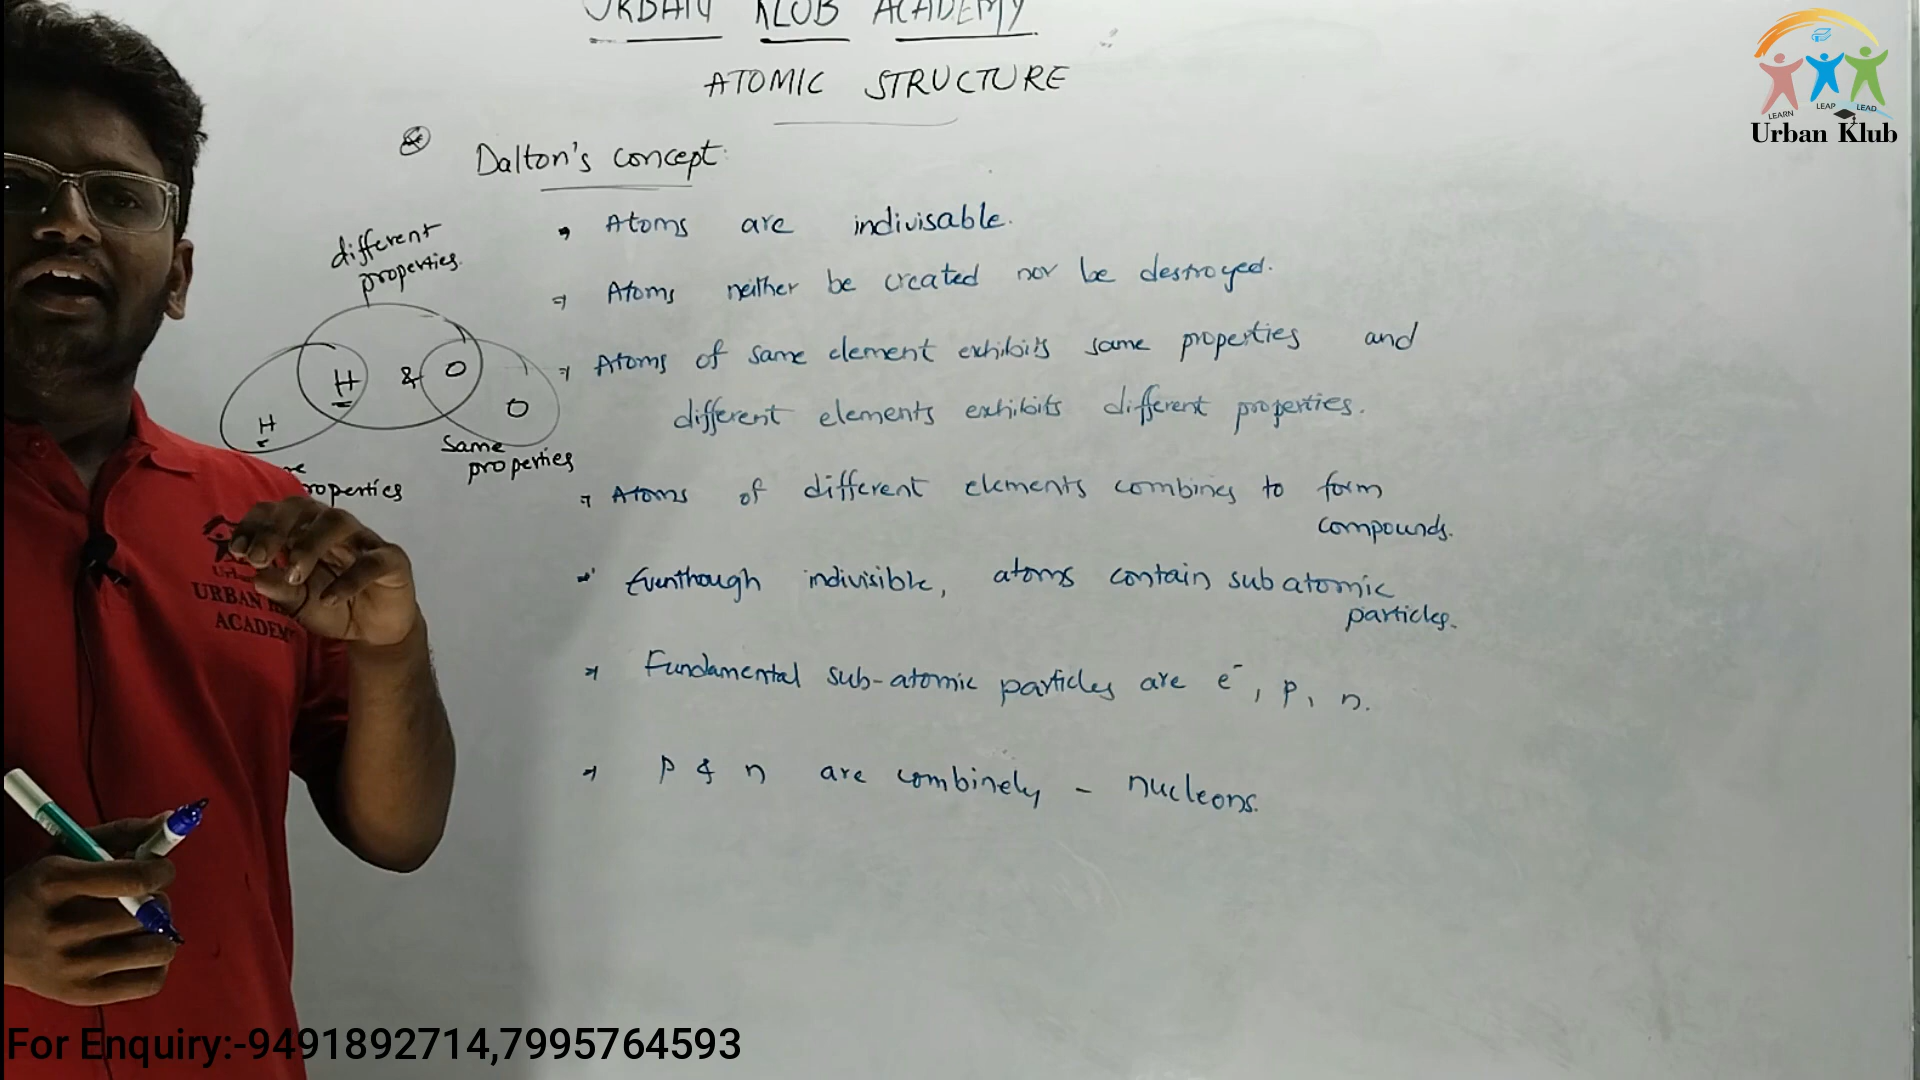 URBAN KLUB ACADEMY
ATOMIC STRUCTURE
LEARN LEAP LEAD
Urban Klub
Dalton's concept:
Atoms are indivisable.
different
properties.
Atoms neither be created nor be destroyed.
Atoms of same element exhibits same properties and
different elements exhibits different properties.
H & O
H O
Same
properties
roperties
Atoms of different elements combines to form
compounds.
Eventhough indivisible, atoms contain sub atomic
particles.
Fundamental sub-atomic particles are e⁻, p, n.
P & n are combinely - nucleons.
URBAN
ACADEM
For Enquiry:-9491892714,7995764593